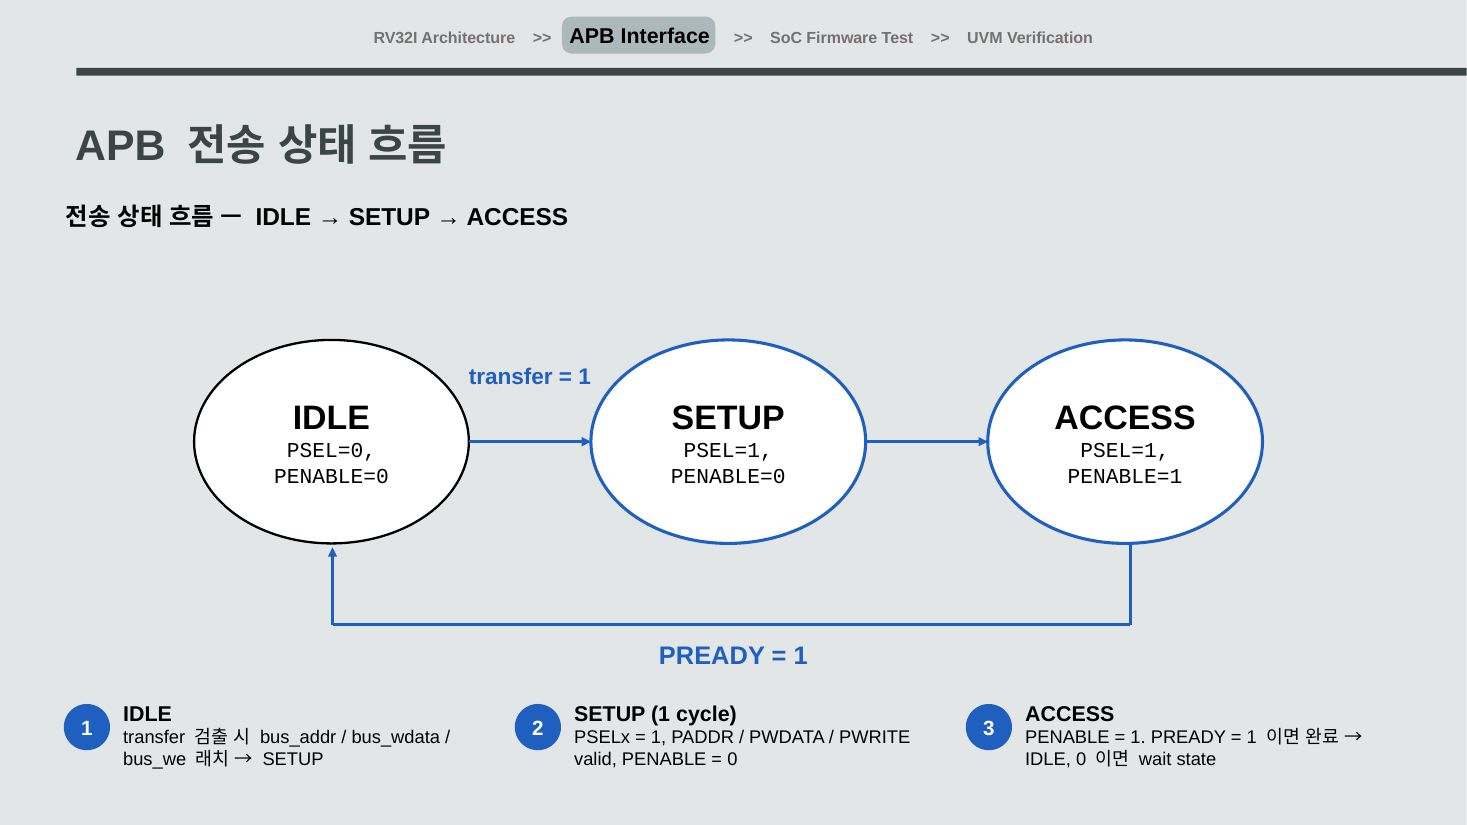 RV32I Architecture >> APB Interface >> SoC Firmware Test >> UVM Verification
APB 전송 상태 흐름
전송 상태 흐름 — IDLE → SETUP → ACCESS
transfer = 1
IDLE
PSEL=0,
PENABLE=0
SETUP
PSEL=1,
PENABLE=0
ACCESS
PSEL=1,
PENABLE=1
PREADY = 1
1
IDLE
transfer 검출 시 bus_addr / bus_wdata /
bus_we 래치 → SETUP
2
SETUP (1 cycle)
PSELx = 1, PADDR / PWDATA / PWRITE
valid, PENABLE = 0
3
ACCESS
PENABLE = 1. PREADY = 1 이면 완료 →
IDLE, 0 이면 wait state